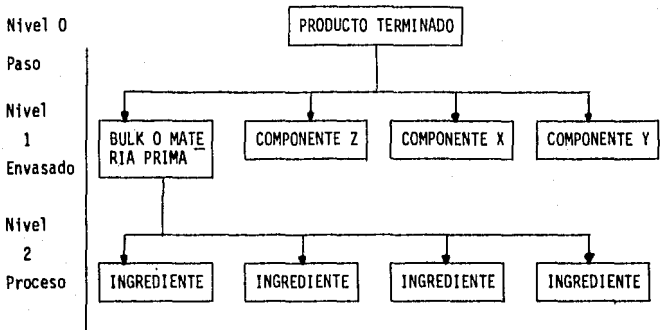 Nivel 0
PRODUCTO TERMINADO
Paso
Nivel
1
Envasado
BULK O MATE
RIA PRIMA
COMPONENTE Z
COMPONENTE X
COMPONENTE Y
Nivel
2
Proceso
INGREDIENTE
INGREDIENTE
INGREDIENTE
INGREDIENTE